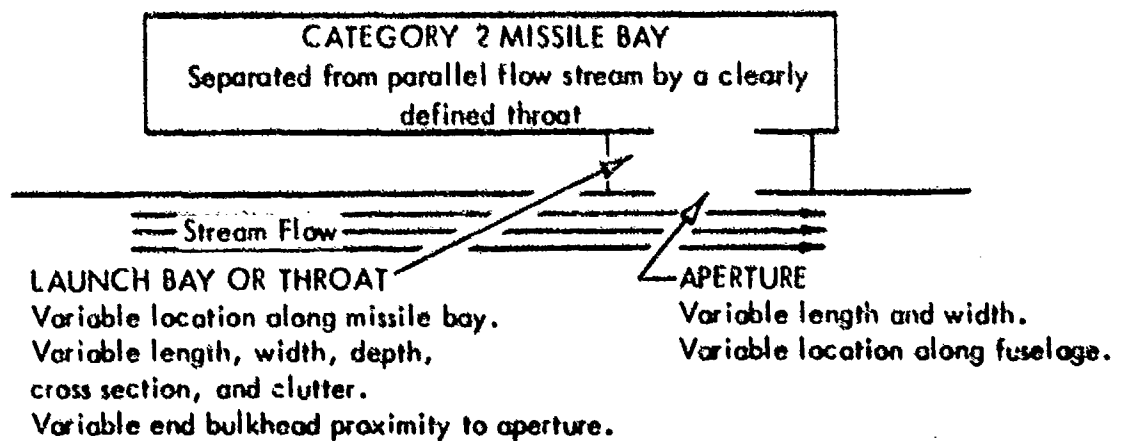 CATEGORY 2 MISSILE BAY
Separated from parallel flow stream by a clearly
defined throat
Stream Flow
LAUNCH BAY OR THROAT
Variable location along missile bay.
Variable length, width, depth,
cross section, and clutter.
Variable end bulkhead proximity to aperture.
APERTURE
Variable length and width.
Variable location along fuselage.